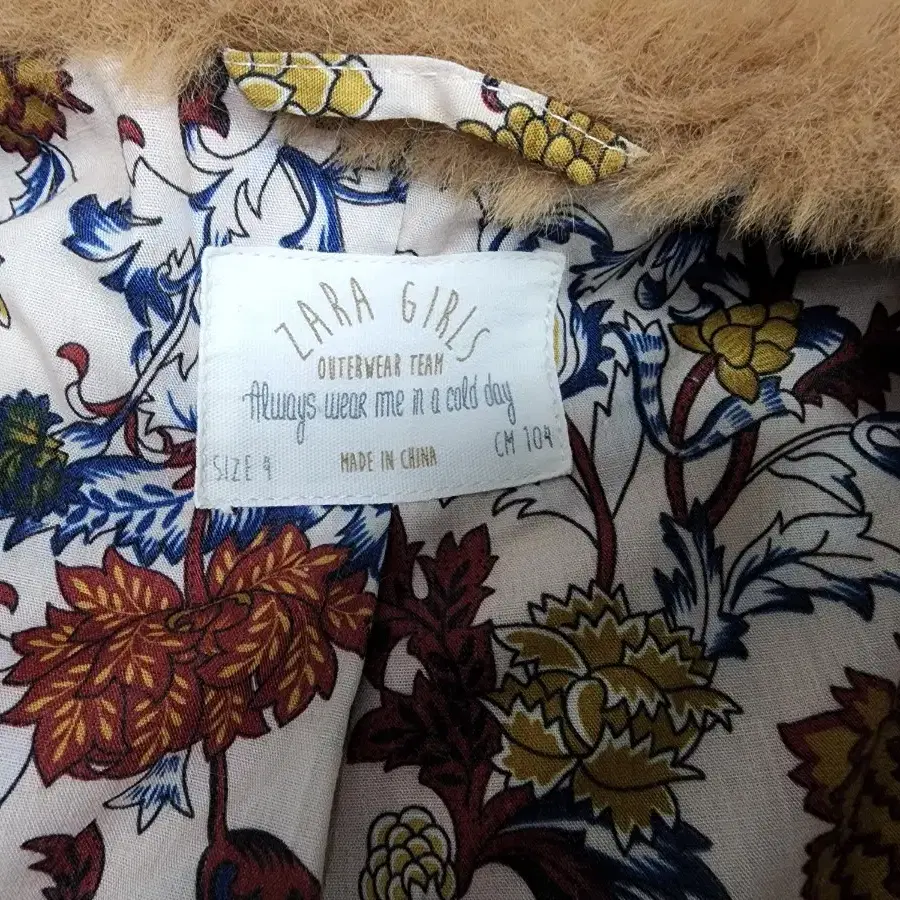 ZARA GIRLS
OUTERWEAR TEAM
Always wear me in a cold day
SIZE 4
MADE IN CHINA
CM 104